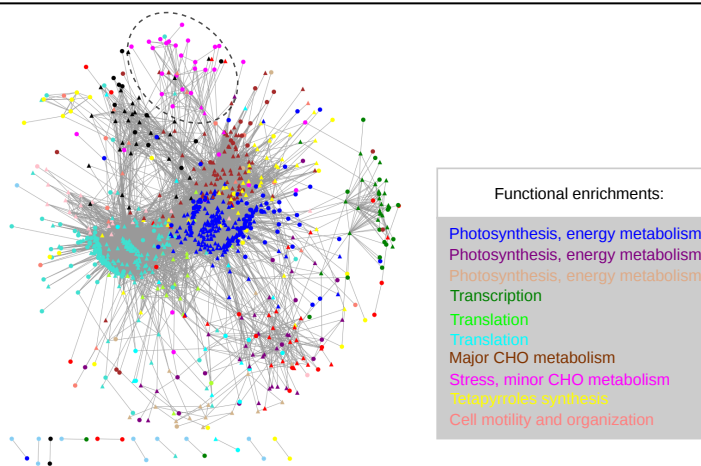 Functional enrichments:
Photosynthesis, energy metabolism
Photosynthesis, energy metabolism
Photosynthesis, energy metabolism
Transcription
Translation
Translation
Major CHO metabolism
Stress, minor CHO metabolism
Tetapyrroles synthesis
Cell motility and organization